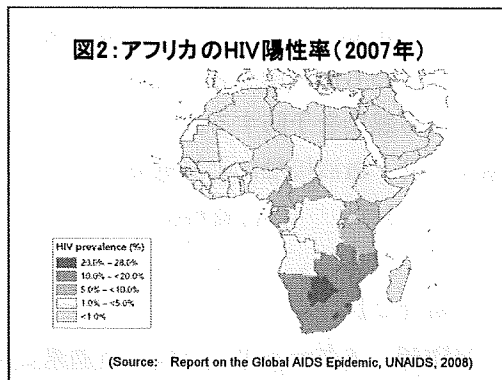 図2:アフリカのHIV陽性率(2007年)
HIV prevalence (%)
20.0% – 28.0%
10.0% – <20.0%
5.0% – <10.0%
1.0% – <5.0%
<1.0%
(Source: Report on the Global AIDS Epidemic, UNAIDS, 2008)